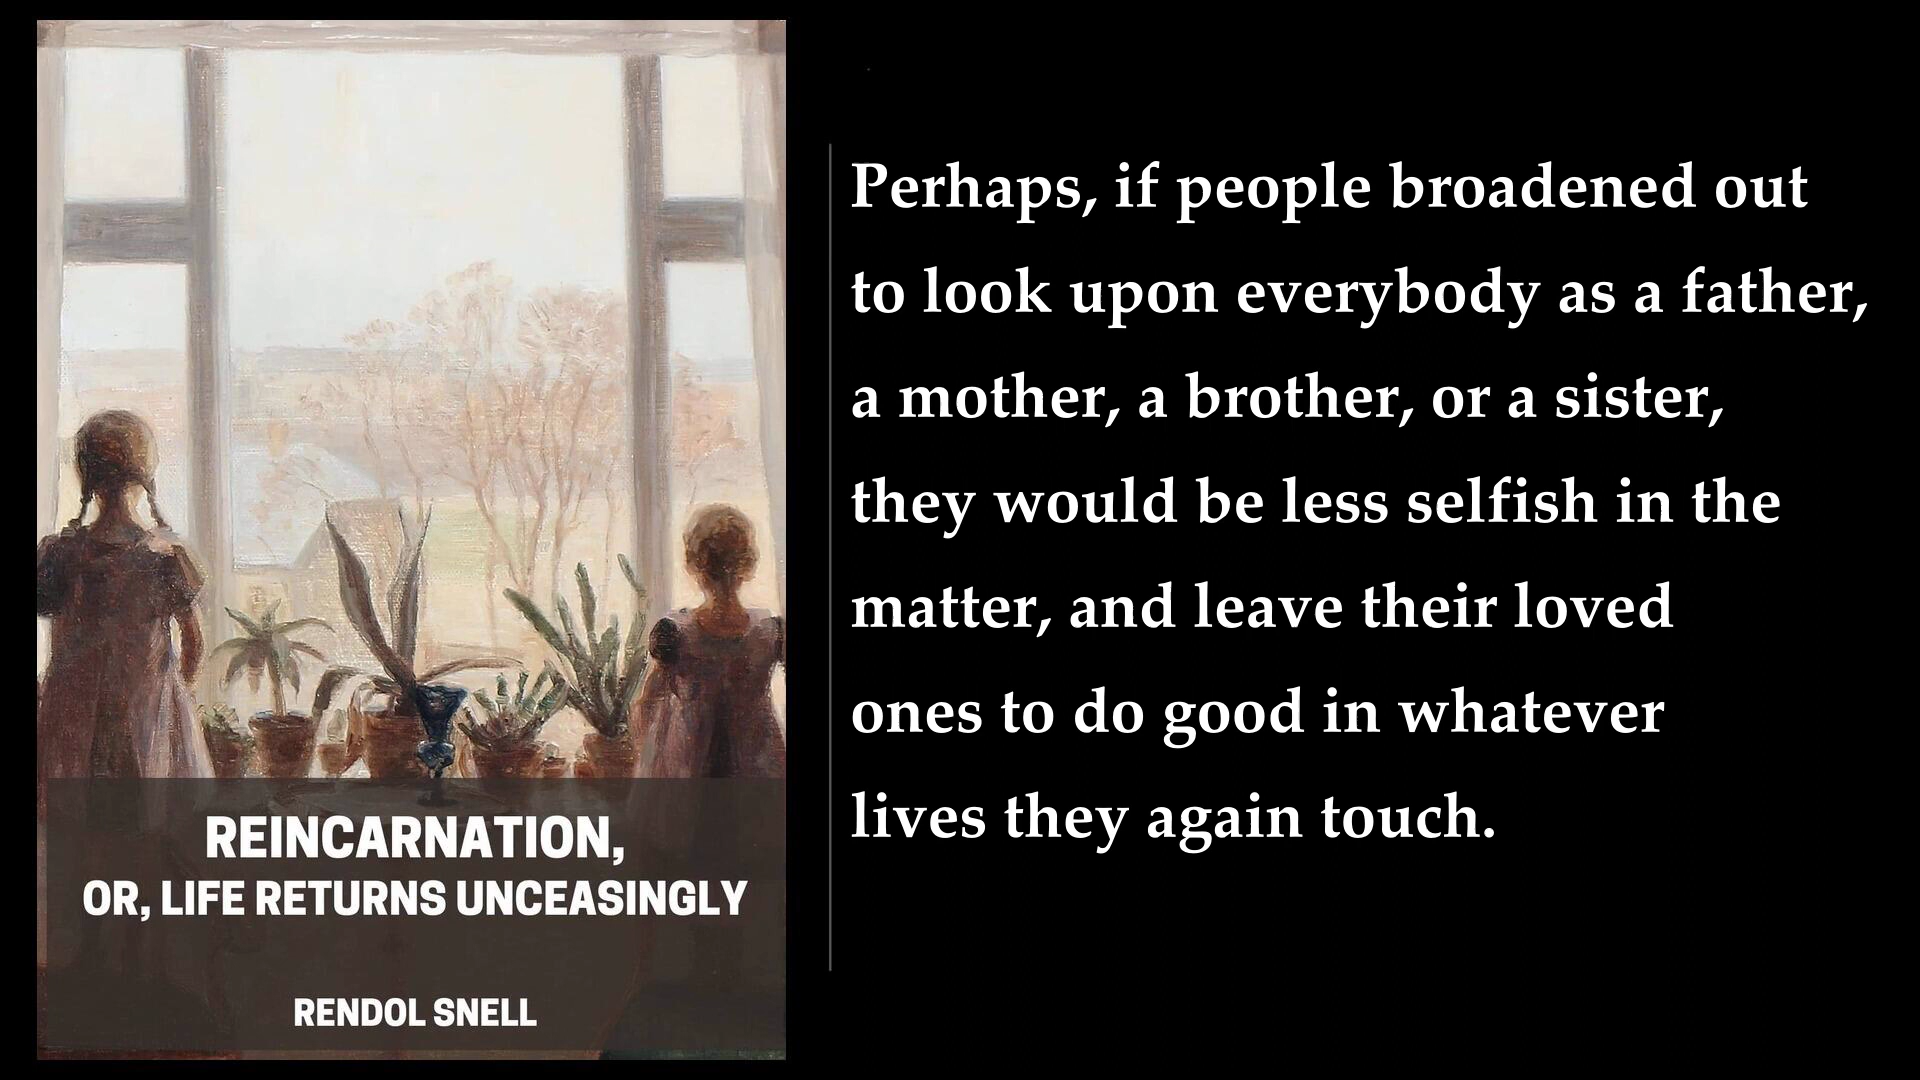 REINCARNATION,
OR, LIFE RETURNS UNCEASINGLY
RENDOL SNELL
Perhaps, if people broadened out
to look upon everybody as a father,
a mother, a brother, or a sister,
they would be less selfish in the
matter, and leave their loved
ones to do good in whatever
lives they again touch.